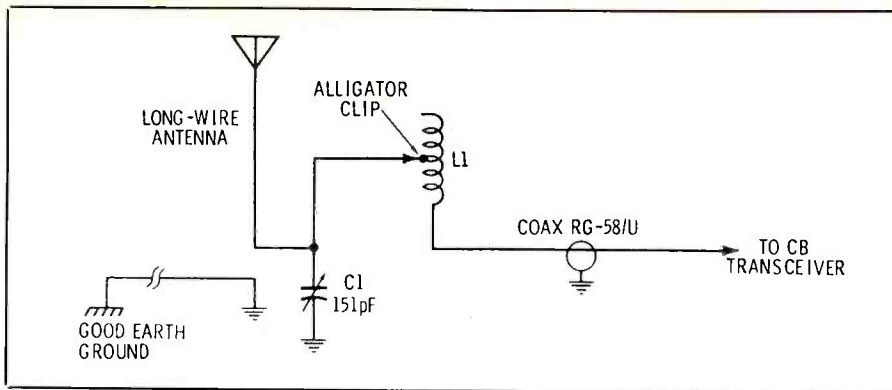 LONG-WIRE
ANTENNA
ALLIGATOR
CLIP
L1
COAX RG-58/U
TO CB
TRANSCEIVER
C1
151pF
GOOD EARTH
GROUND